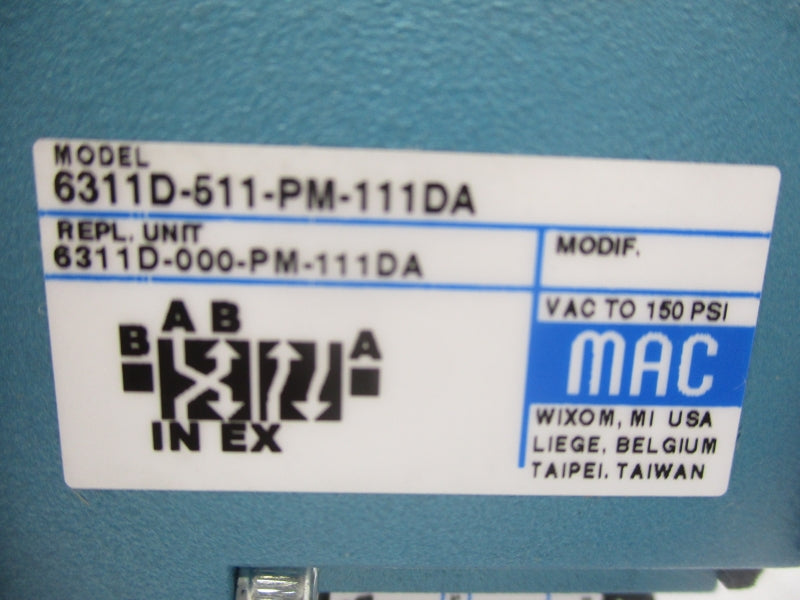 MODEL
6311D-511-PM-111DA
REPL. UNIT
6311D-000-PM-111DA
MODIF.
VAC TO 150 PSI
MAC
WIXOM, MI USA
LIEGE, BELGIUM
TAIPEI, TAIWAN
A B
B A
IN EX